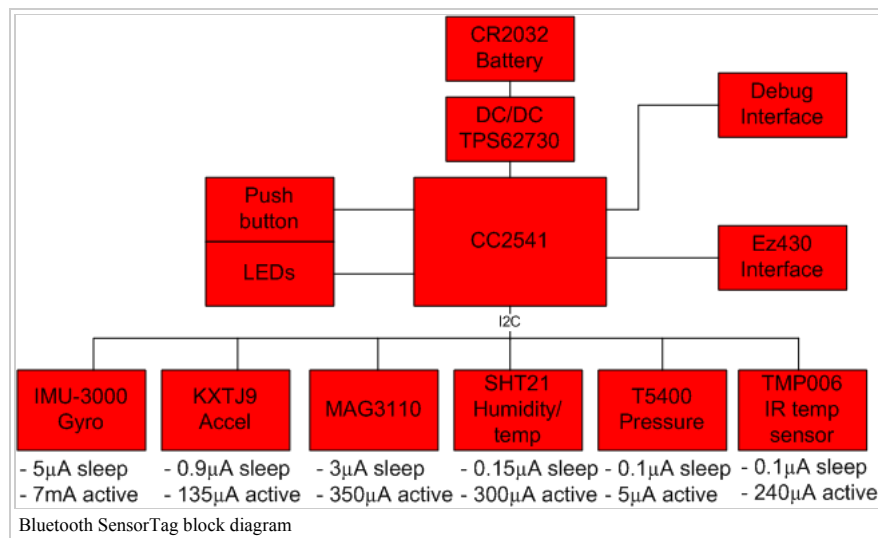 CR2032
Battery
DC/DC
TPS62730
Debug
Interface
Push
button
LEDs
CC2541
Ez430
Interface
I2C
IMU-3000
Gyro
KXTJ9
Accel
MAG3110
SHT21
Humidity/
temp
T5400
Pressure
TMP006
IR temp
sensor
- 5µA sleep
- 7mA active
- 0.9µA sleep
- 135µA active
- 3µA sleep
- 350µA active
- 0.15µA sleep
- 300µA active
- 0.1µA sleep
- 5µA active
- 0.1µA sleep
- 240µA active
Bluetooth SensorTag block diagram